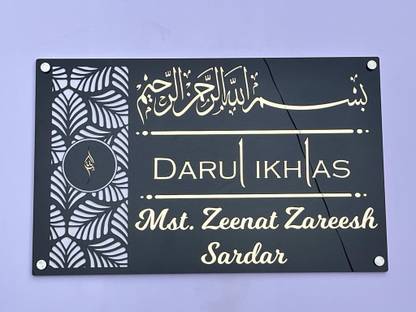 بسم الله الرحمن الرحيم
Darul ikhlas
Mst. Zeenat Zareesh
Sardar